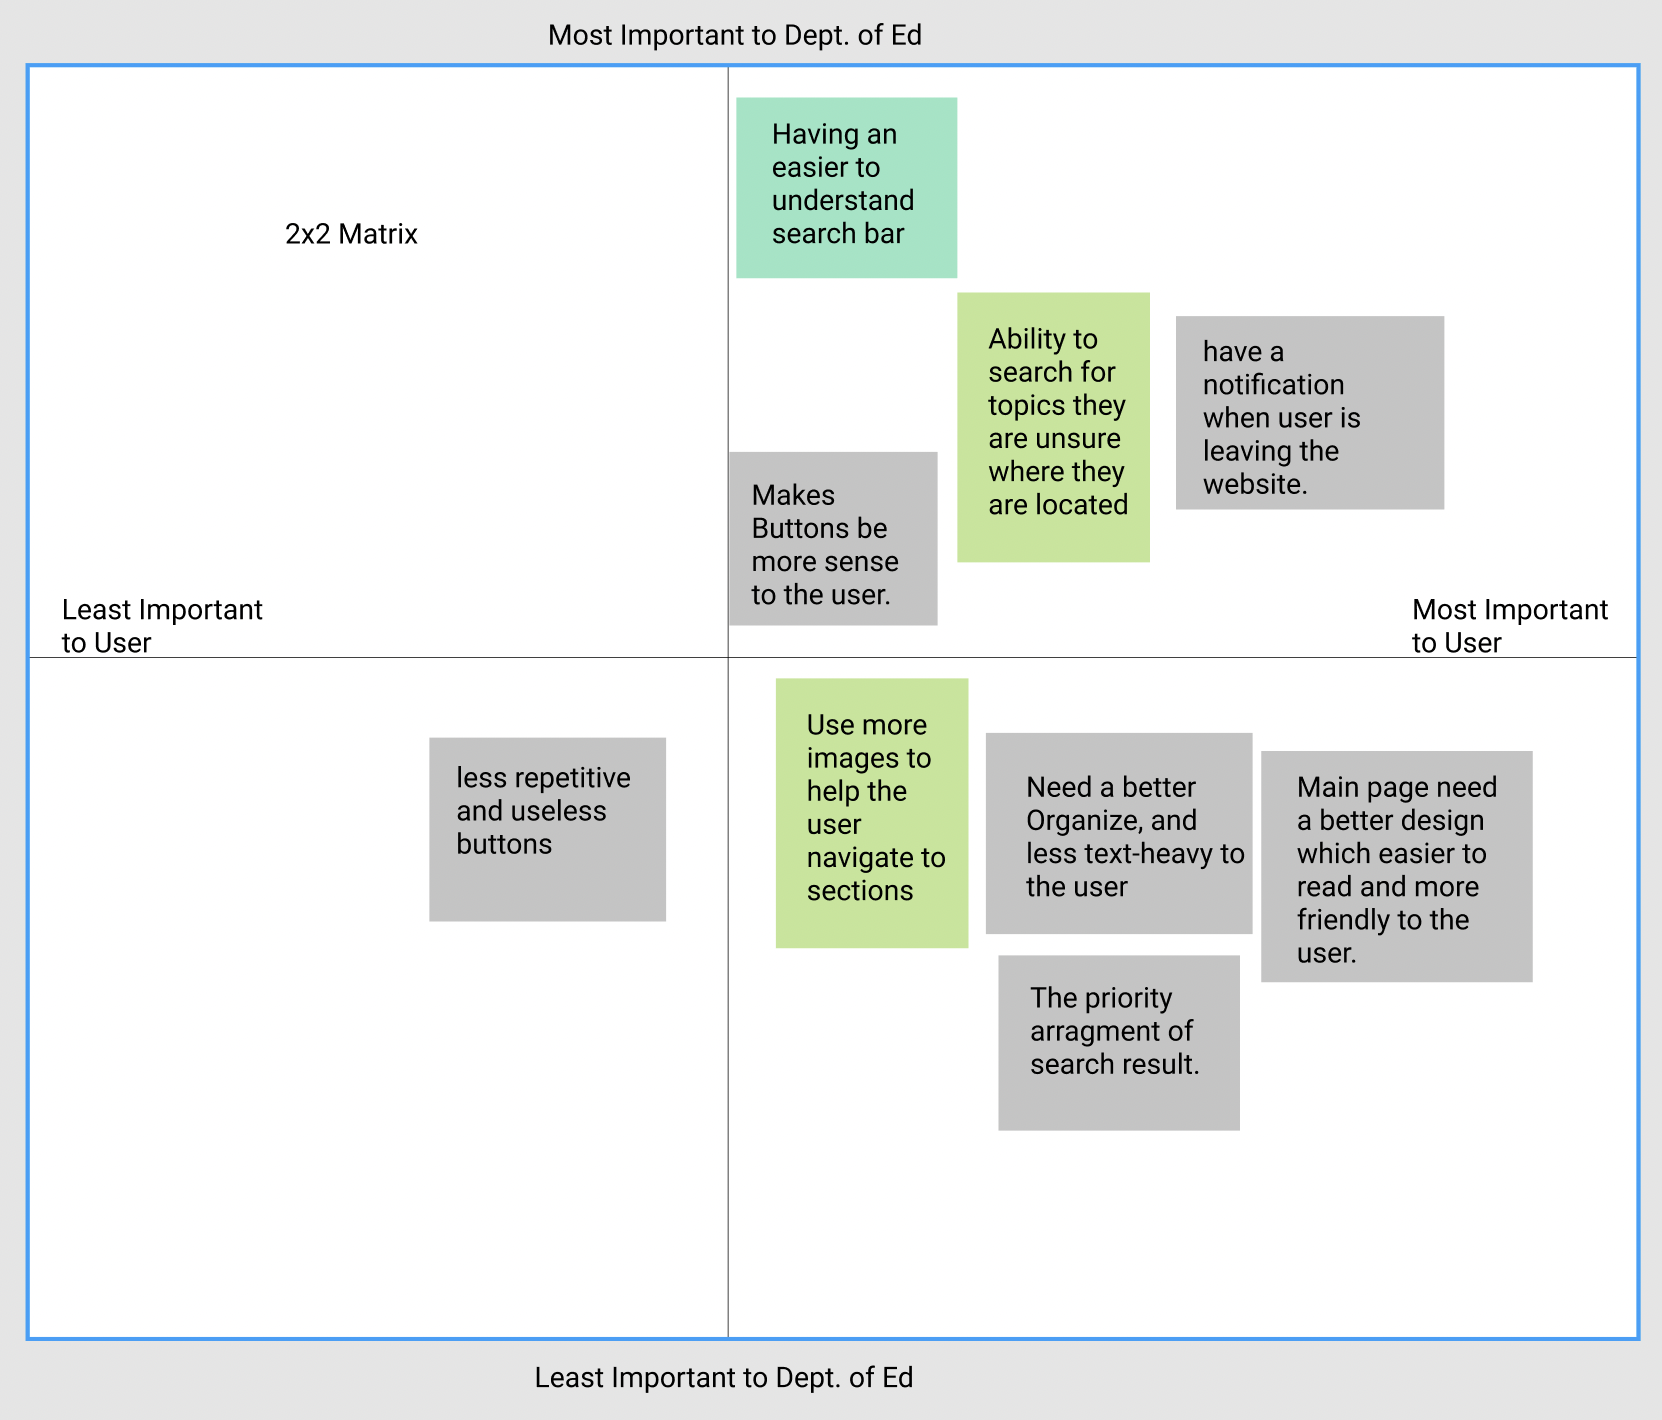 Most Important to Dept. of Ed
2x2 Matrix
Having an
easier to
understand
search bar
Ability to
search for
topics they
are unsure
where they
are located
have a
notification
when user is
leaving the
website.
Makes
Buttons be
more sense
to the user.
Least Important
to User
Most Important
to User
less repetitive
and useless
buttons
Use more
images to
help the
user
navigate to
sections
Need a better
Organize, and
less text-heavy to
the user
Main page need
a better design
which easier to
read and more
friendly to the
user.
The priority
arragment of
search result.
Least Important to Dept. of Ed